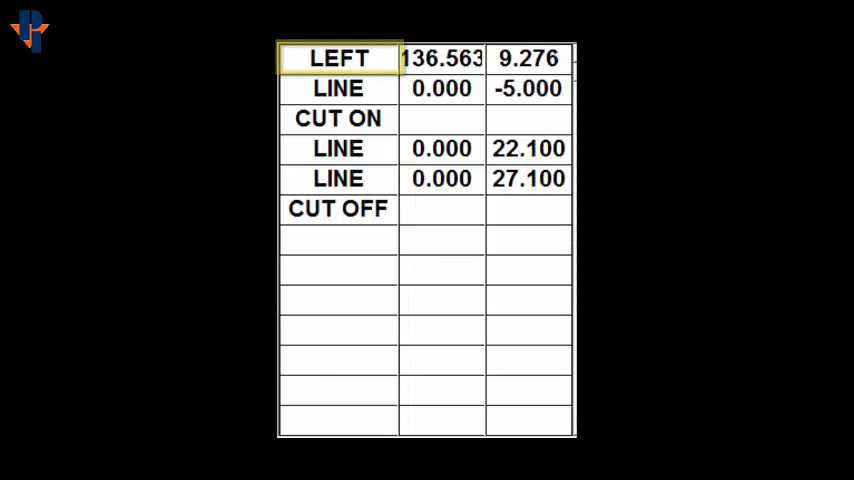 LEFT 136.563 9.276
LINE 0.000 -5.000
CUT ON
LINE 0.000 22.100
LINE 0.000 27.100
CUT OFF